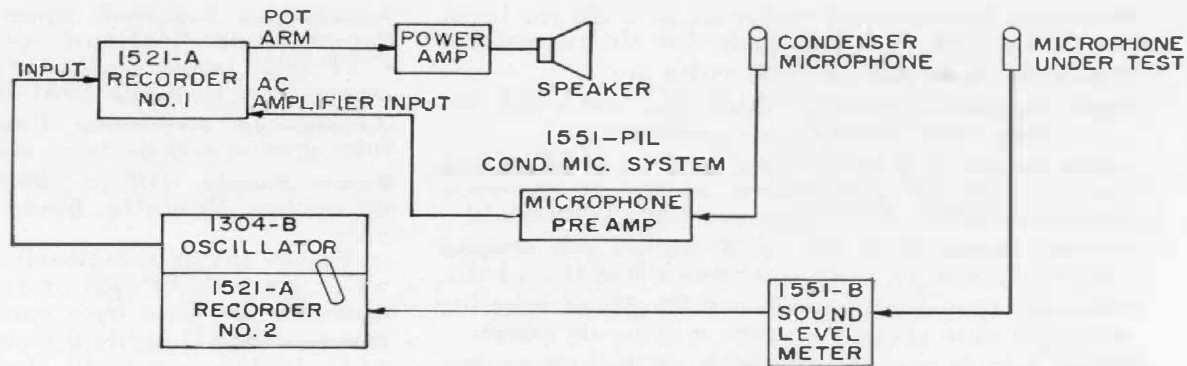 INPUT
1521-A
RECORDER
NO. 1
POT
ARM
AC
AMPLIFIER INPUT
POWER
AMP
SPEAKER
CONDENSER
MICROPHONE
MICROPHONE
UNDER TEST
1551-PIL
COND. MIC. SYSTEM
MICROPHONE
PREAMP
1304-B
OSCILLATOR
1521-A
RECORDER
NO. 2
1551-B
SOUND
LEVEL
METER